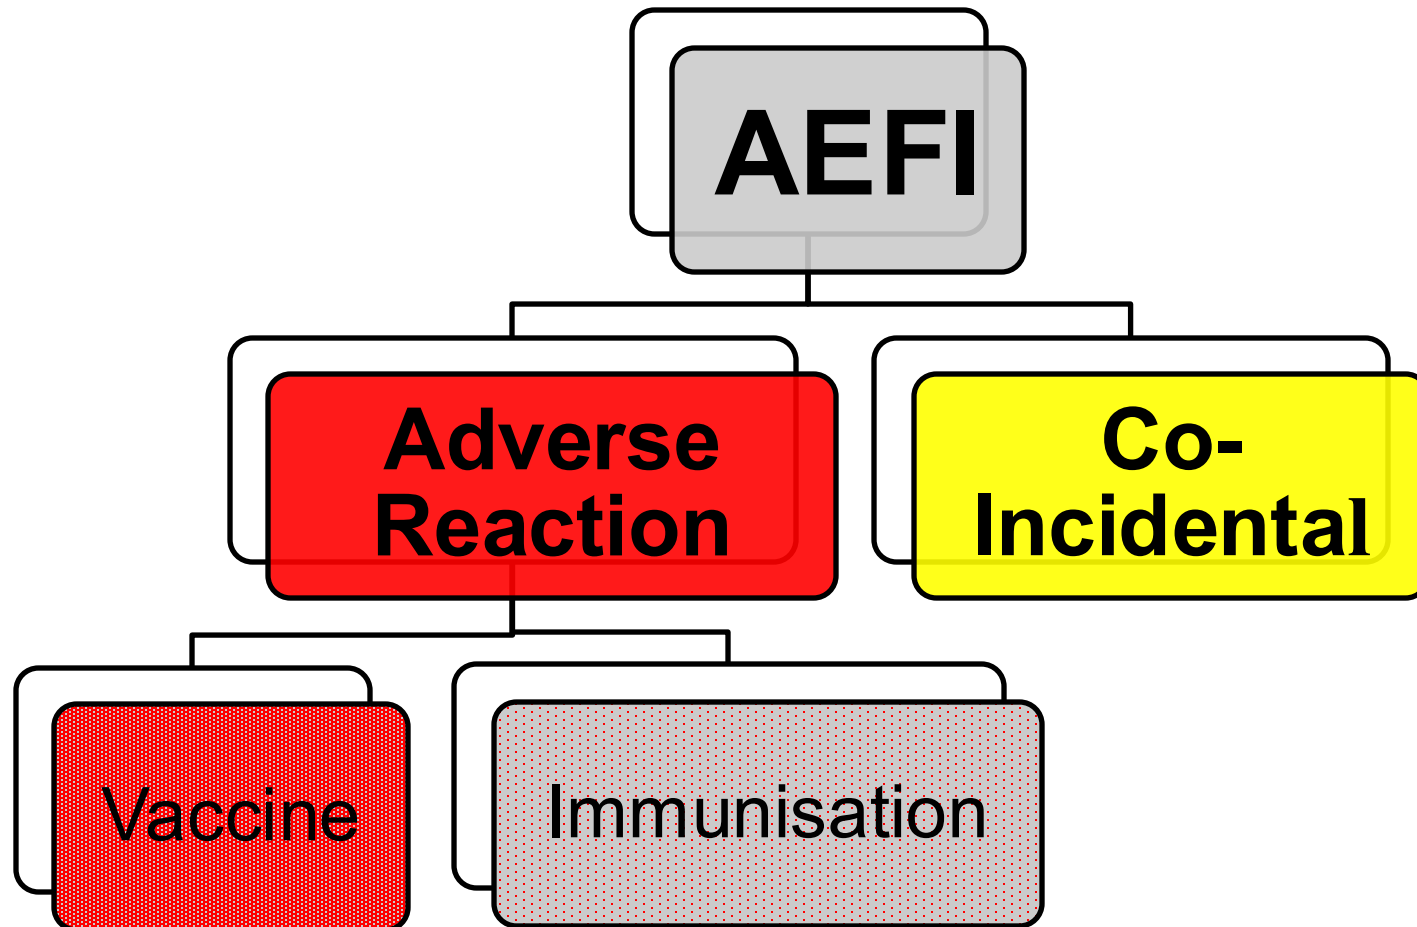 AEFI
Adverse
Reaction
Co-
Incidental
Vaccine
Immunisation